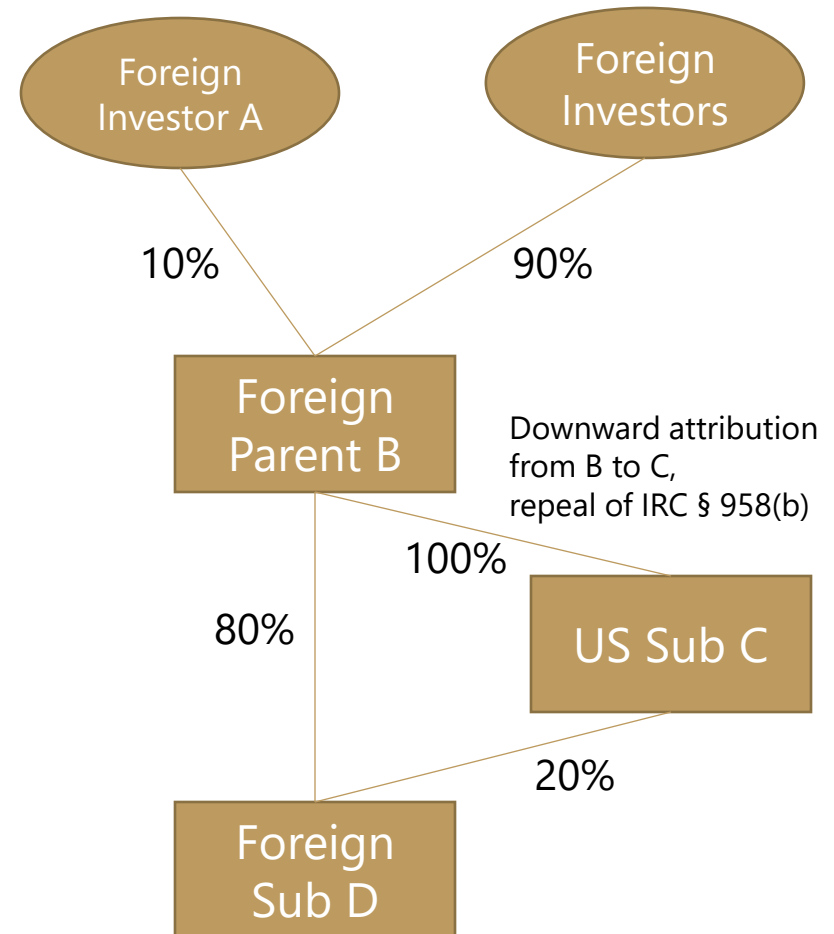 Foreign
Investor A
Foreign
Investors
10%
90%
Foreign
Parent B
Downward attribution
from B to C,
repeal of IRC § 958(b)
100%
80%
US Sub C
20%
Foreign
Sub D